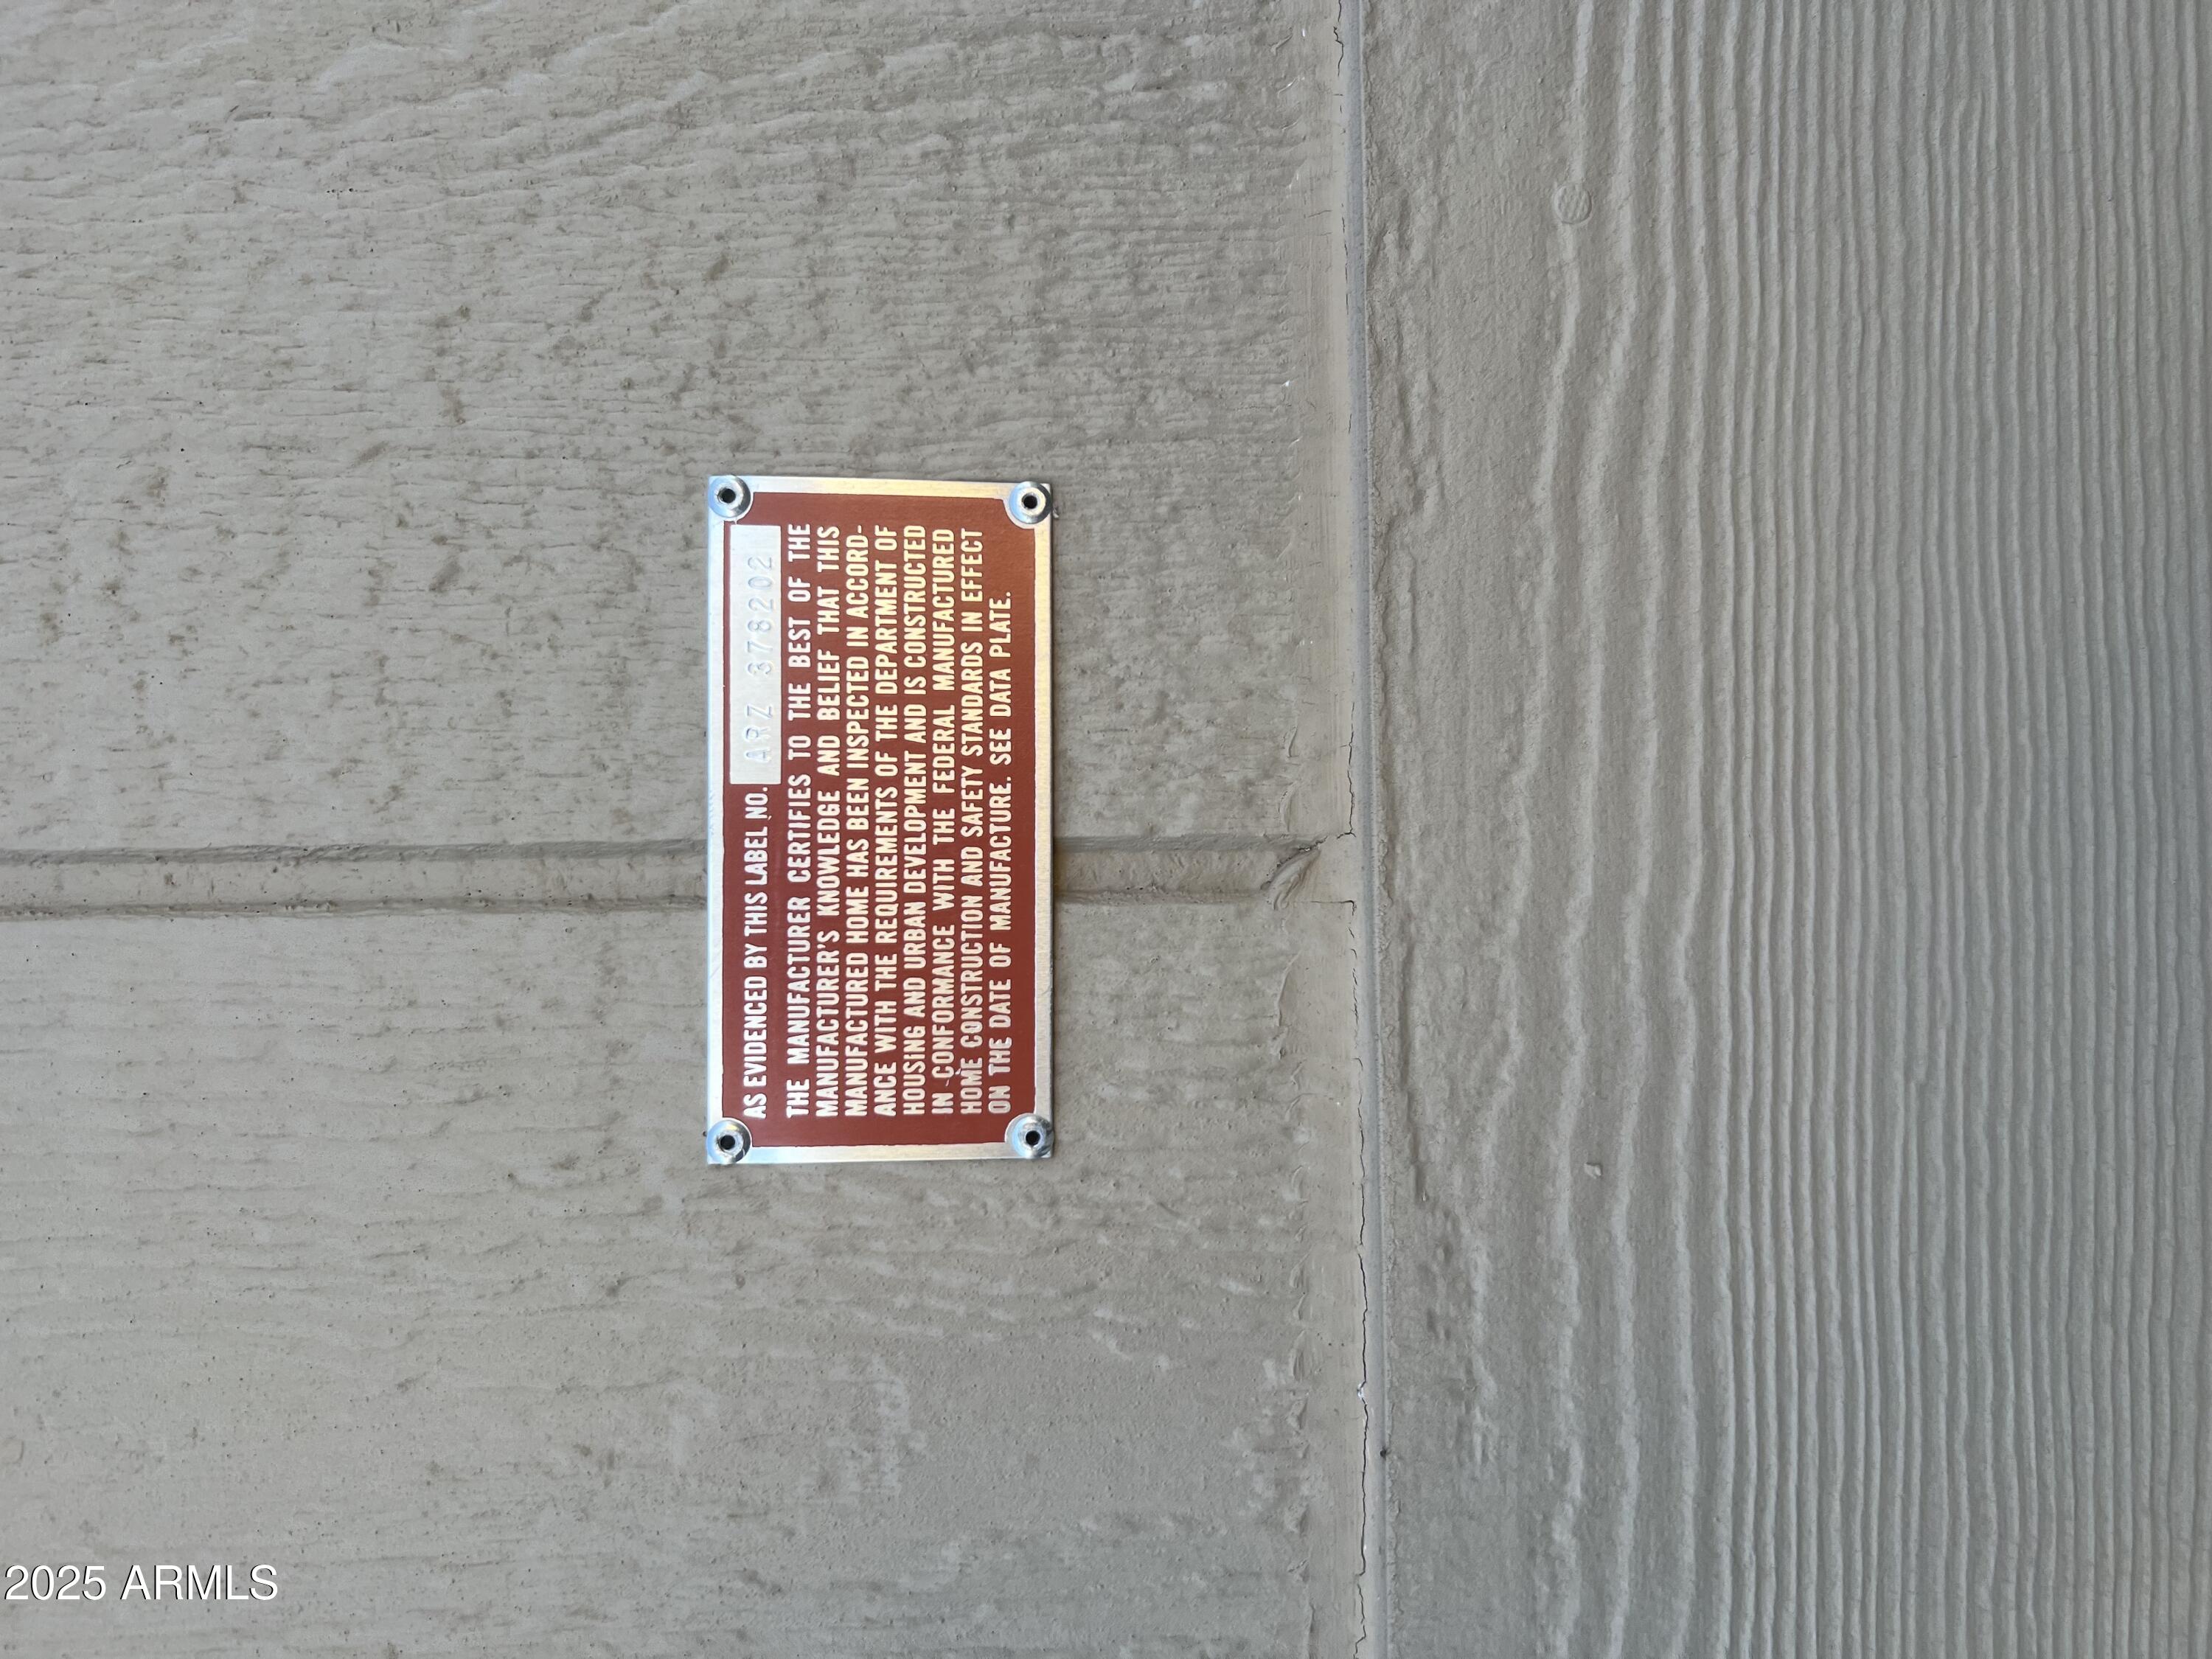 AS EVIDENCED BY THIS LABEL NO. ARZ 378202
THE MANUFACTURER CERTIFIES TO THE BEST OF THE
MANUFACTURER'S KNOWLEDGE AND BELIEF THAT THIS
MANUFACTURED HOME HAS BEEN INSPECTED IN ACCORD-
ANCE WITH THE REQUIREMENTS OF THE DEPARTMENT OF
HOUSING AND URBAN DEVELOPMENT AND IS CONSTRUCTED
IN CONFORMANCE WITH THE FEDERAL MANUFACTURED
HOME CONSTRUCTION AND SAFETY STANDARDS IN EFFECT
ON THE DATE OF MANUFACTURE. SEE DATA PLATE.
2025 ARMLS